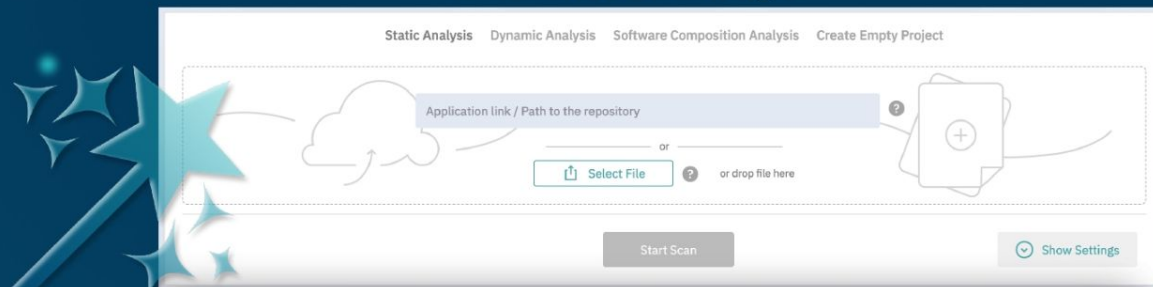 Static Analysis Dynamic Analysis Software Composition Analysis Create Empty Project
Application link / Path to the repository ?
or
Select File ? or drop file here
Start Scan Show Settings